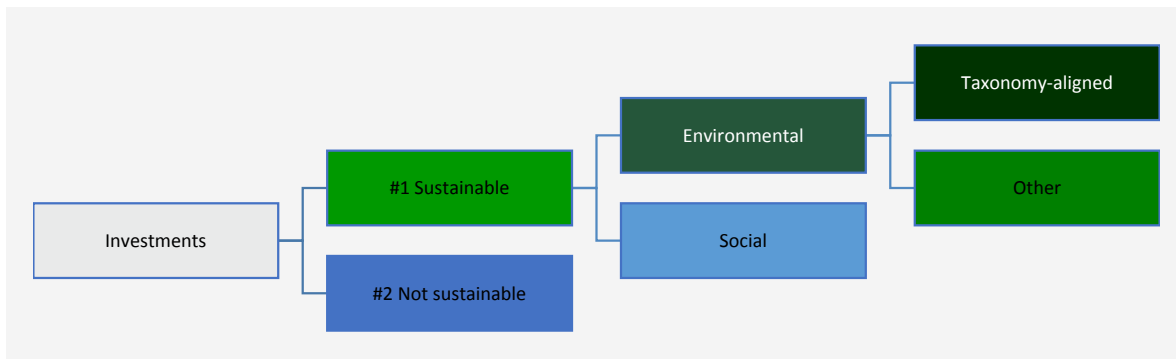 Taxonomy-aligned
Environmental
#1 Sustainable
Other
Investments
Social
#2 Not sustainable